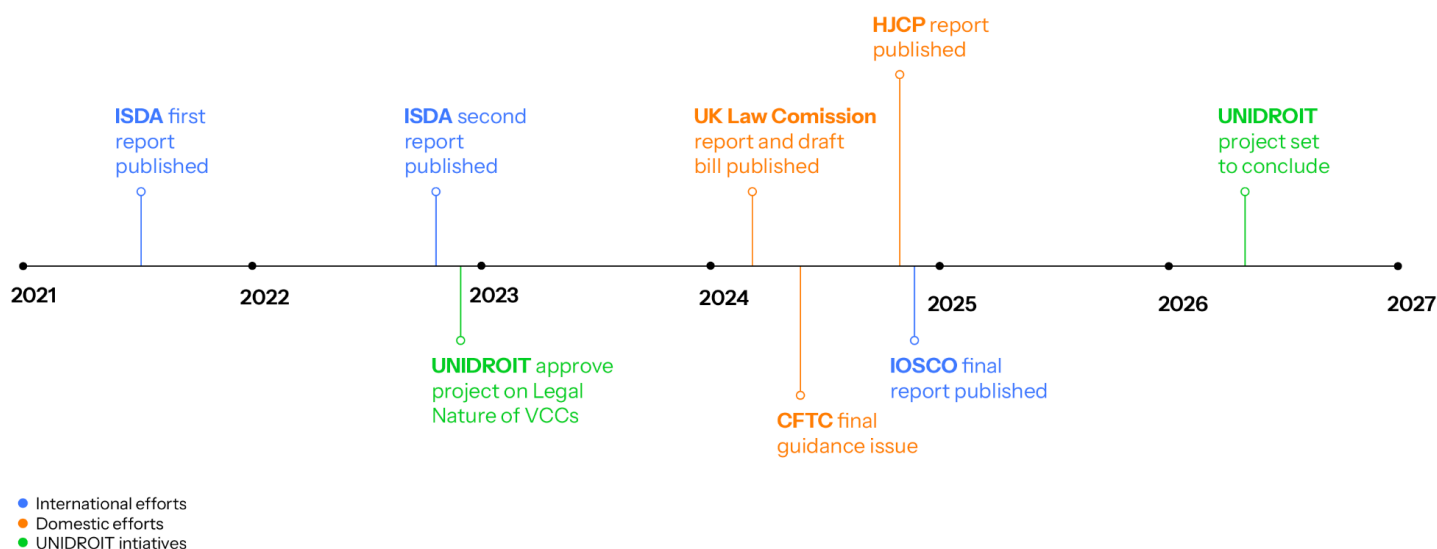 HJCP report
published
ISDA first
report
published
ISDA second
report
published
UK Law Comission
report and draft
bill published
UNIDROIT
project set
to conclude
2021
2022
2023
2024
2025
2026
2027
UNIDROIT approve
project on Legal
Nature of VCCs
IOSCO final
report published
CFTC final
guidance issue
International efforts
Domestic efforts
UNIDROIT intiatives